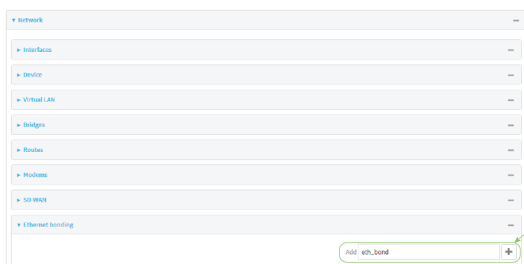 Network
Interfaces
Device
Virtual LAN
Bridges
Routes
Modems
SD-WAN
Ethernet bonding
Add eth_bond